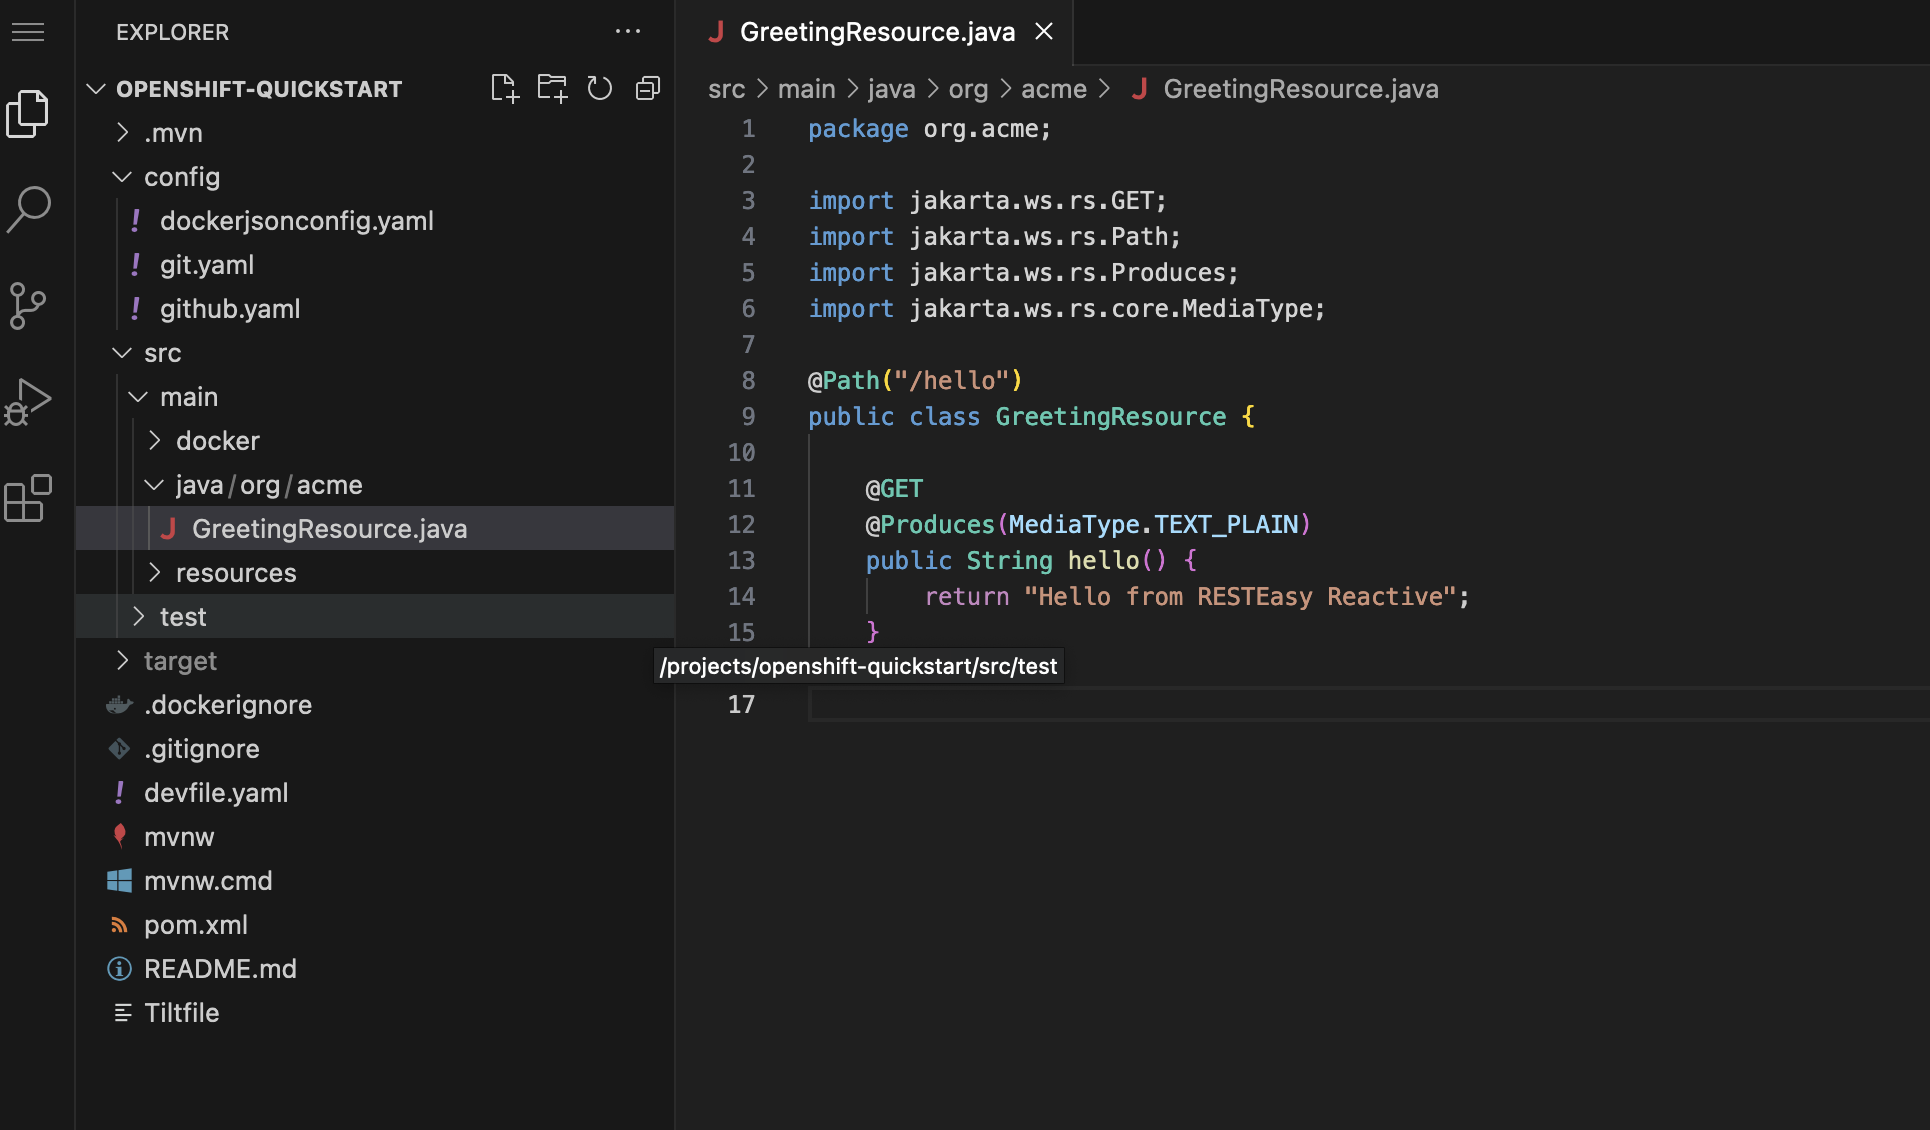 EXPLORER
OPENSHIFT-QUICKSTART
.mvn
config
! dockerjsonconfig.yaml
! git.yaml
! github.yaml
src
main
docker
java/org/acme
J GreetingResource.java
resources
test
target
.dockerignore
.gitignore
! devfile.yaml
mvnw
mvnw.cmd
pom.xml
README.md
Tiltfile
J GreetingResource.java
src > main > java > org > acme > J GreetingResource.java
1 package org.acme;
2
3 import jakarta.ws.rs.GET;
4 import jakarta.ws.rs.Path;
5 import jakarta.ws.rs.Produces;
6 import jakarta.ws.rs.core.MediaType;
7
8 @Path("/hello")
9 public class GreetingResource {
10
11 @GET
12 @Produces(MediaType.TEXT_PLAIN)
13 public String hello() {
14 return "Hello from RESTEasy Reactive";
15 }
/projects/openshift-quickstart/src/test
17